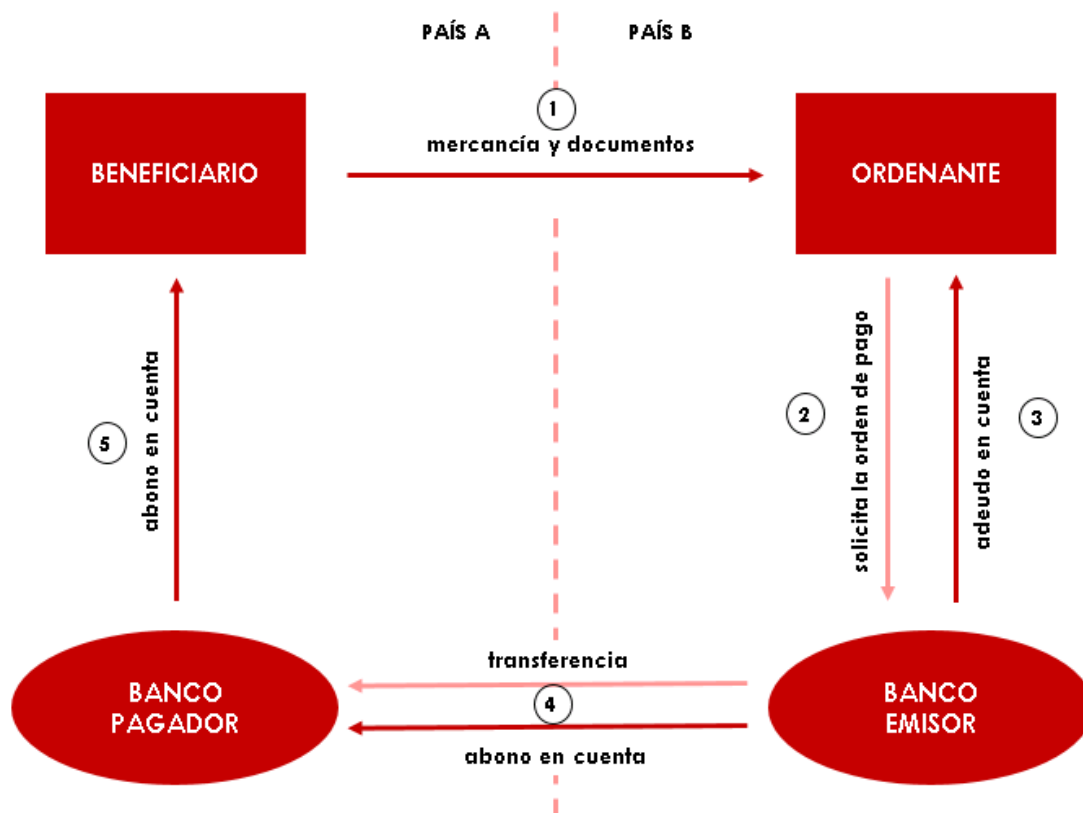 PAÍS A
PAÍS B
1
mercancía y documentos
BENEFICIARIO
ORDENANTE
2
solicita la orden de pago
adeudo en cuenta
3
5
abono en cuenta
transferencia
4
abono en cuenta
BANCO
PAGADOR
BANCO
EMISOR